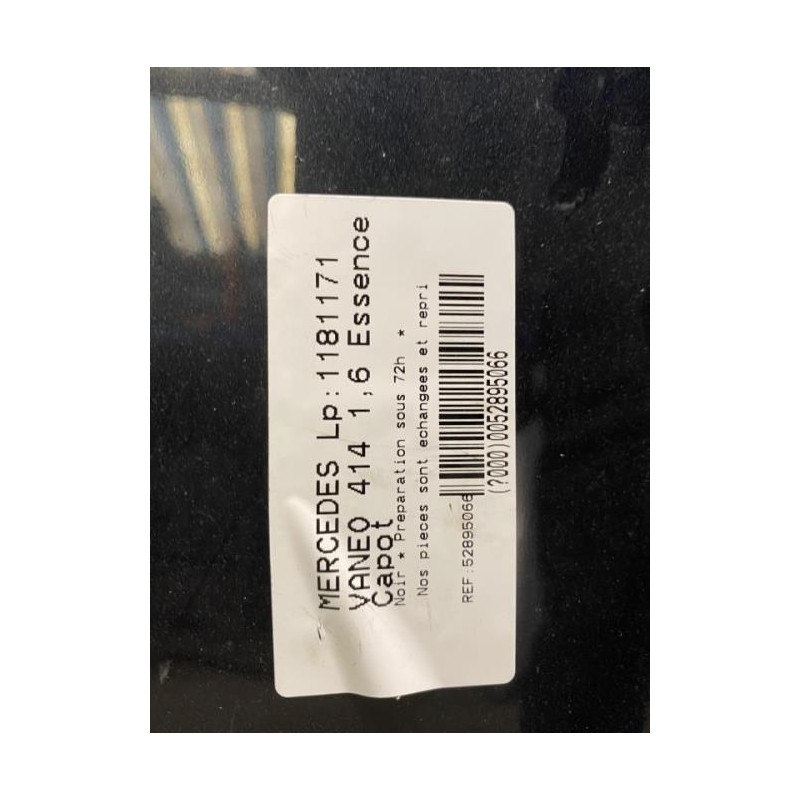 MERCEDES Lp:1181171
VANEO 414 1,6 Essence
Capot
Noir * Preparation sous 72h *
Nos pieces sont echangees et repri
REF:52895066
(?000)0052895066